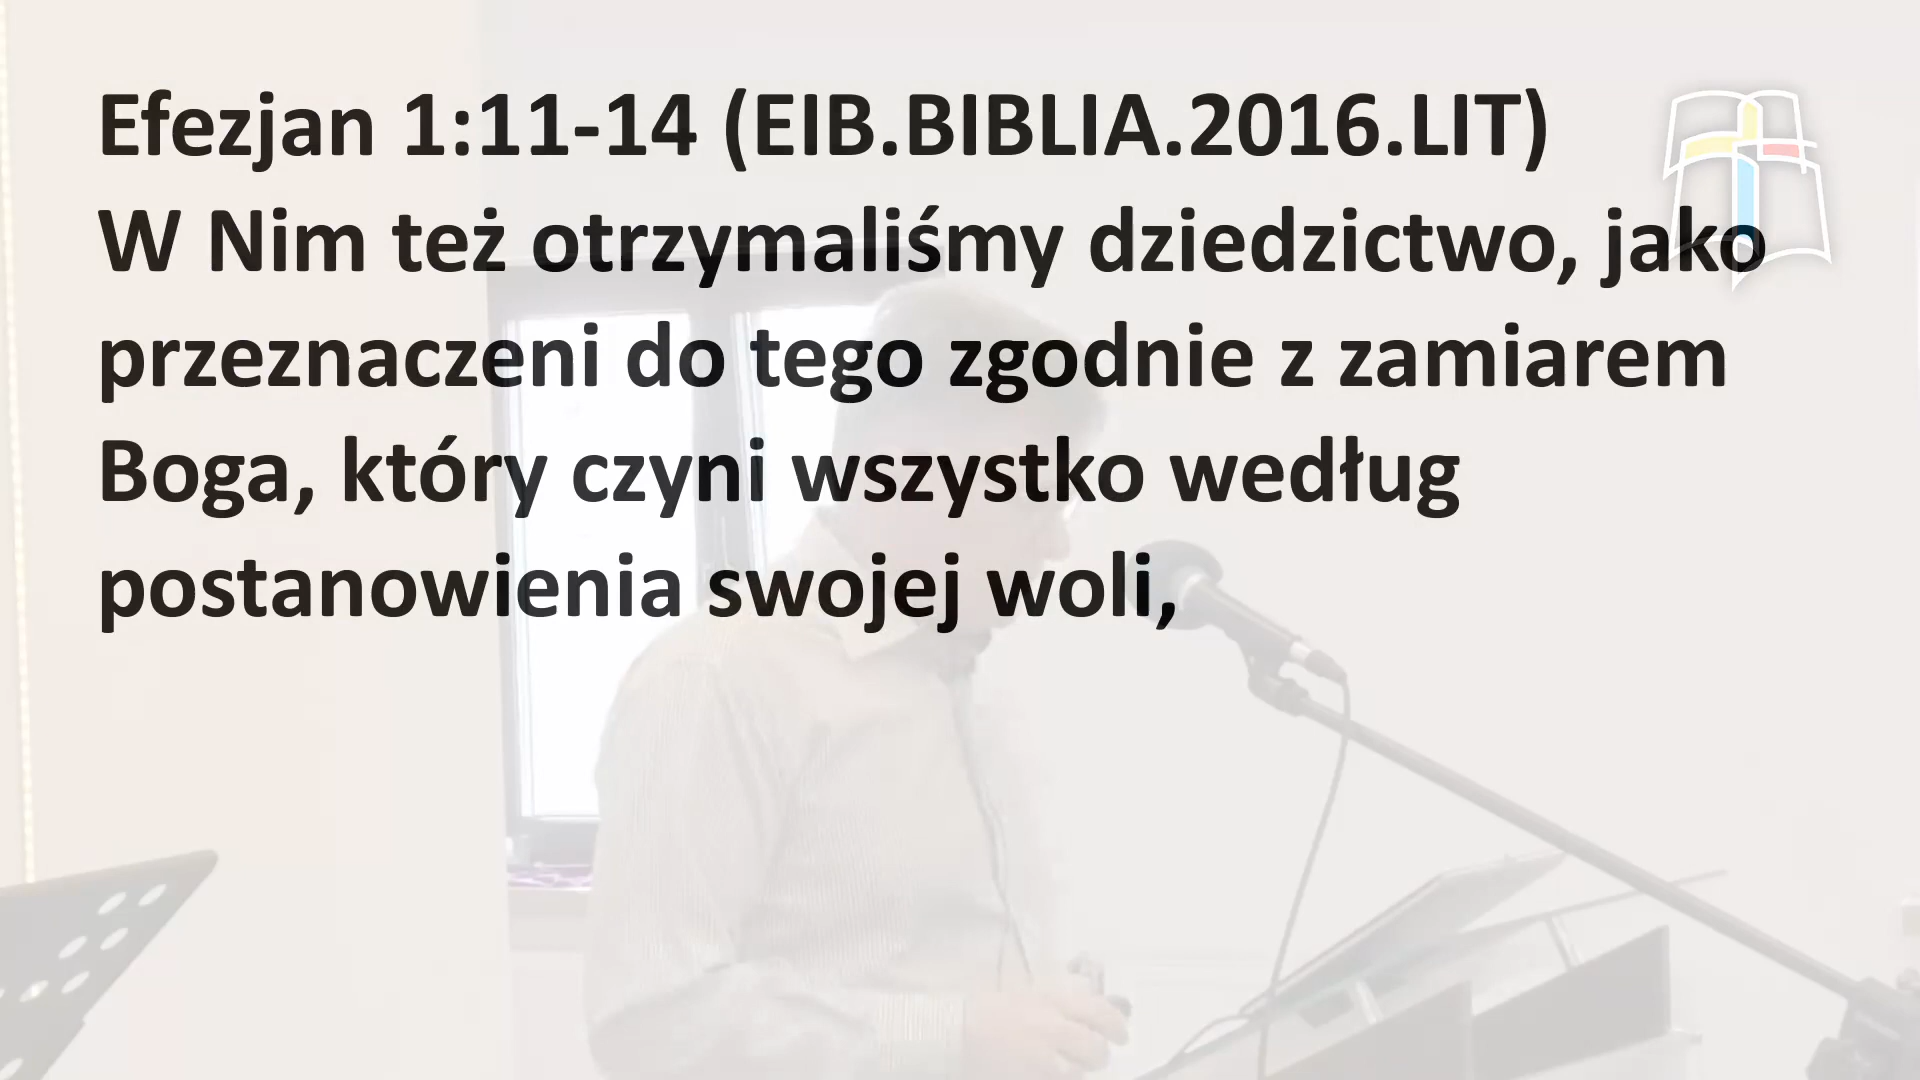 Efezjan 1:11-14 (EIB.BIBLIA.2016.LIT)
W Nim też otrzymaliśmy dziedzictwo, jako
przeznaczeni do tego zgodnie z zamiarem
Boga, który czyni wszystko według
postanowienia swojej woli,